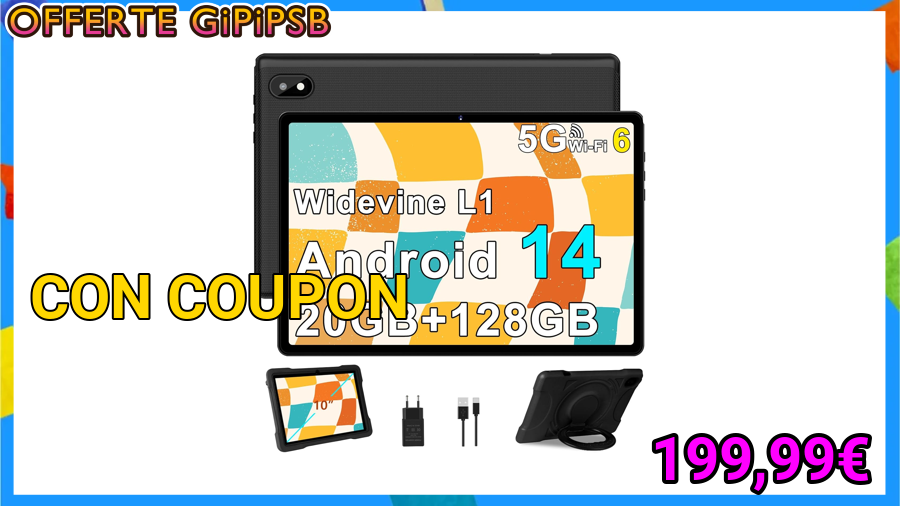 OFFERTE GiPiPSB
5G Wi-Fi 6
Widevine L1
Android 14
CON COUPON
20GB+128GB
10"
199,99€